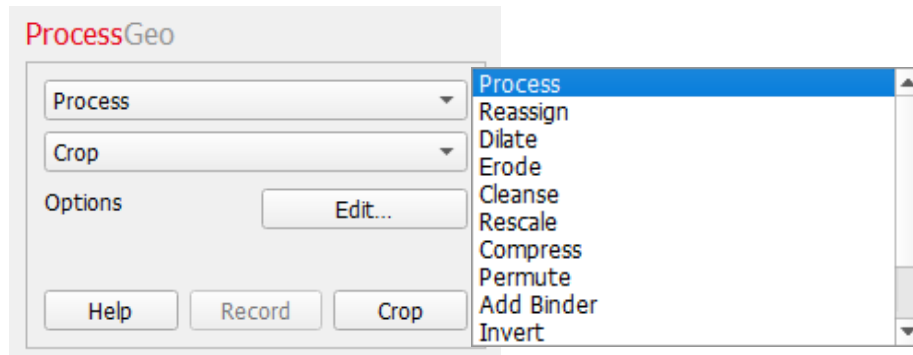 ProcessGeo
Process
Crop
Options Edit...
Help Record Crop
Process
Reassign
Dilate
Erode
Cleanse
Rescale
Compress
Permute
Add Binder
Invert